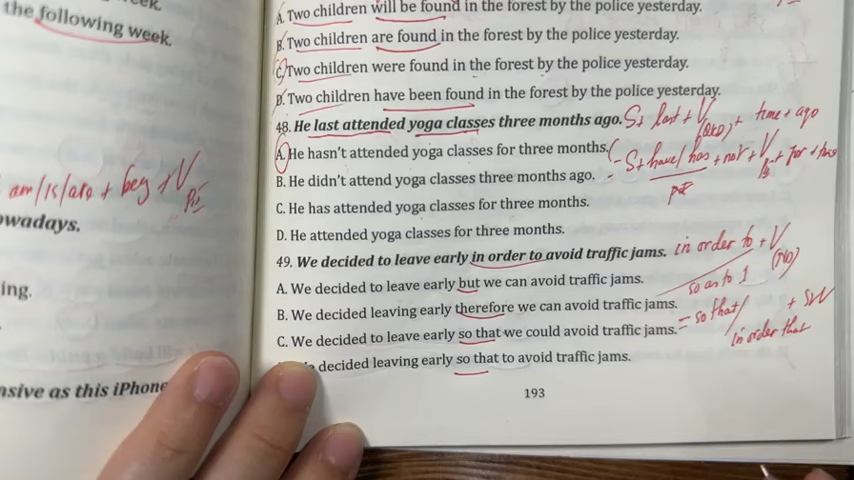 week.
the following week.
am/is/are + being + V
owadays.
ing.
nsive as this iPhone
A. Two children will be found in the forest by the police yesterday.
B. Two children are found in the forest by the police yesterday.
C. Two children were found in the forest by the police yesterday.
D. Two children have been found in the forest by the police yesterday.
48. He last attended yoga classes three months ago. S + last + V (QKĐ) + time + ago
A. He hasn't attended yoga classes for three months.
S + have/has + not + V + for + time
B. He didn't attend yoga classes three months ago.
C. He has attended yoga classes for three months.
D. He attended yoga classes for three months.
49. We decided to leave early in order to avoid traffic jams. in order to + V
so as to
A. We decided to leave early but we can avoid traffic jams.
B. We decided leaving early therefore we can avoid traffic jams.
C. We decided to leave early so that we could avoid traffic jams. = so that/ in order that + S + V
decided leaving early so that to avoid traffic jams.
193